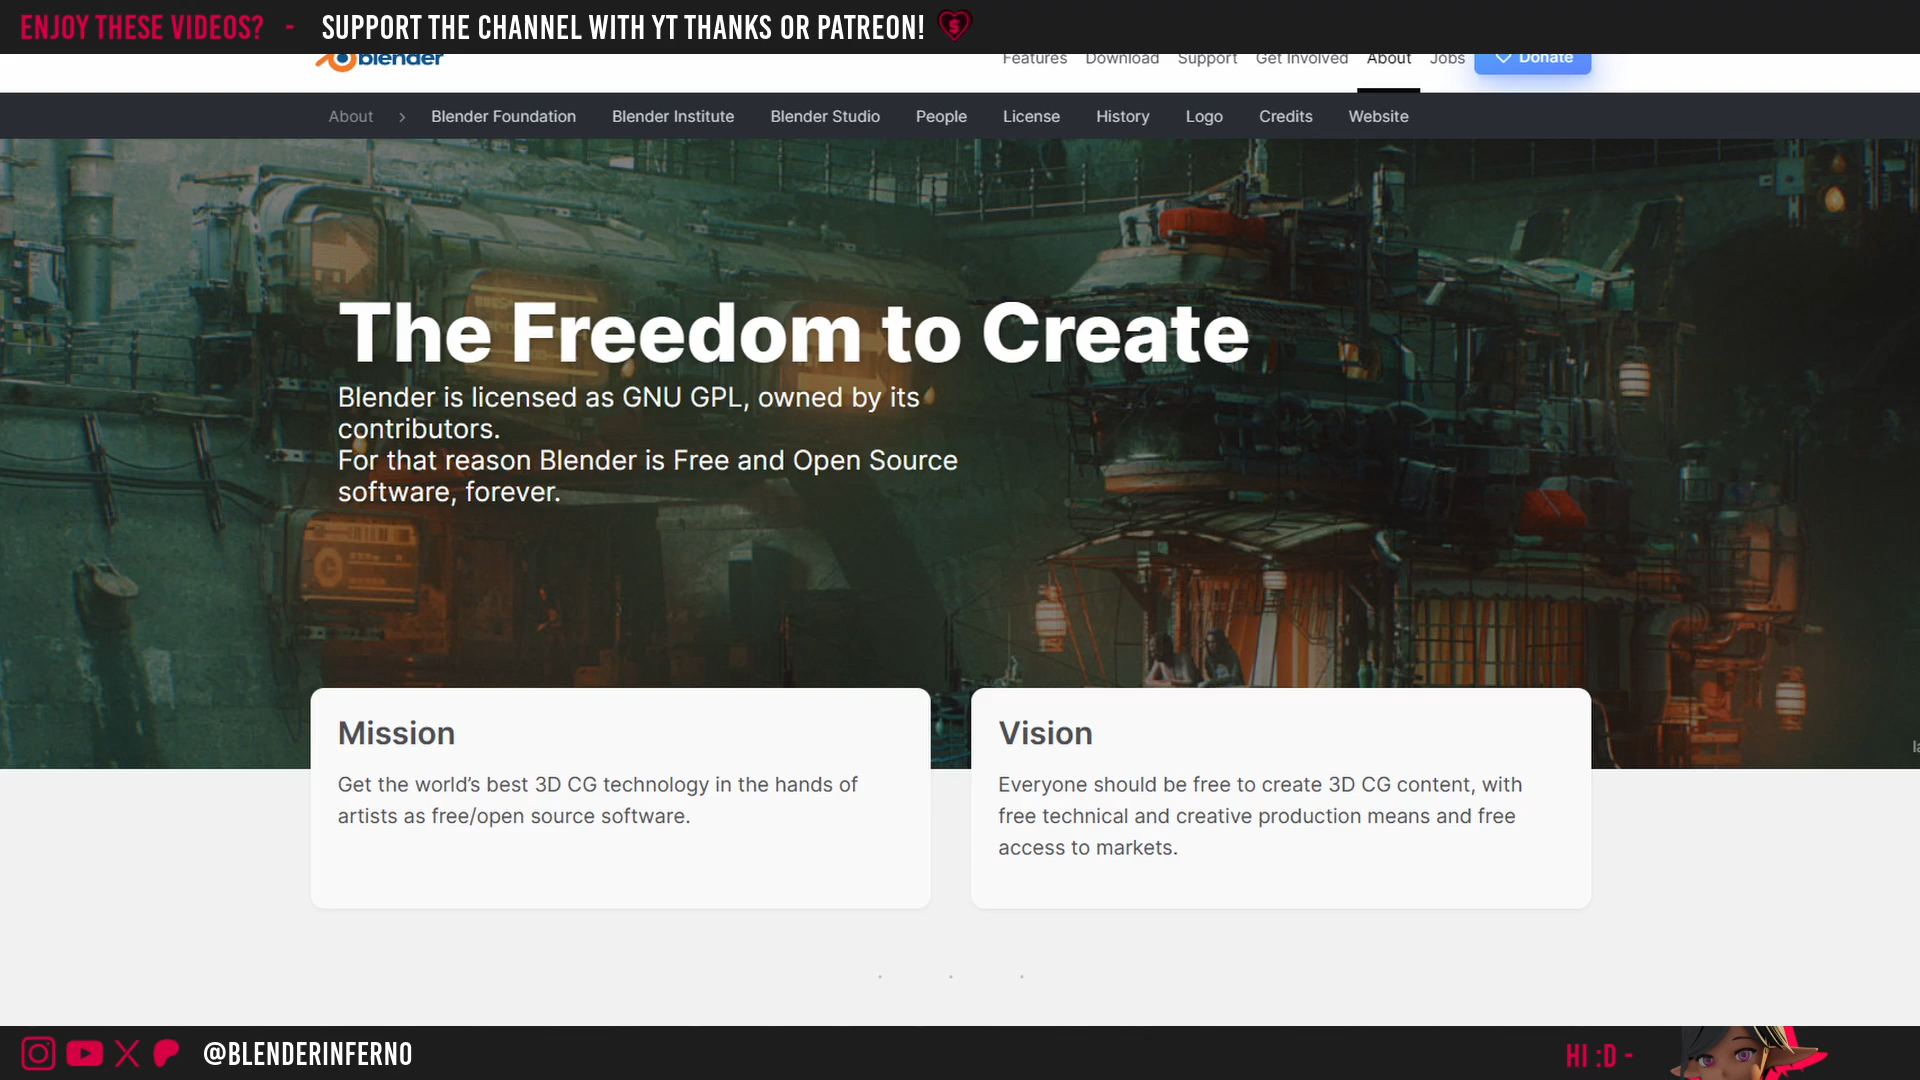 ENJOY THESE VIDEOS? - SUPPORT THE CHANNEL WITH YT THANKS OR PATREON!
blender
Features Download Support Get Involved About Jobs Donate
About > Blender Foundation Blender Institute Blender Studio People License History Logo Credits Website
The Freedom to Create
Blender is licensed as GNU GPL, owned by its
contributors.
For that reason Blender is Free and Open Source
software, forever.
Mission
Get the world’s best 3D CG technology in the hands of
artists as free/open source software.
Vision
Everyone should be free to create 3D CG content, with
free technical and creative production means and free
access to markets.
@BLENDERINFERNO
HI :D -